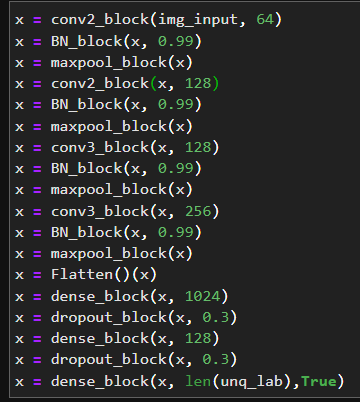 x = conv2_block(img_input, 64)
x = BN_block(x, 0.99)
x = maxpool_block(x)
x = conv2_block(x, 128)
x = BN_block(x, 0.99)
x = maxpool_block(x)
x = conv3_block(x, 128)
x = BN_block(x, 0.99)
x = maxpool_block(x)
x = conv3_block(x, 256)
x = BN_block(x, 0.99)
x = maxpool_block(x)
x = Flatten()(x)
x = dense_block(x, 1024)
x = dropout_block(x, 0.3)
x = dense_block(x, 128)
x = dropout_block(x, 0.3)
x = dense_block(x, len(unq_lab),True)